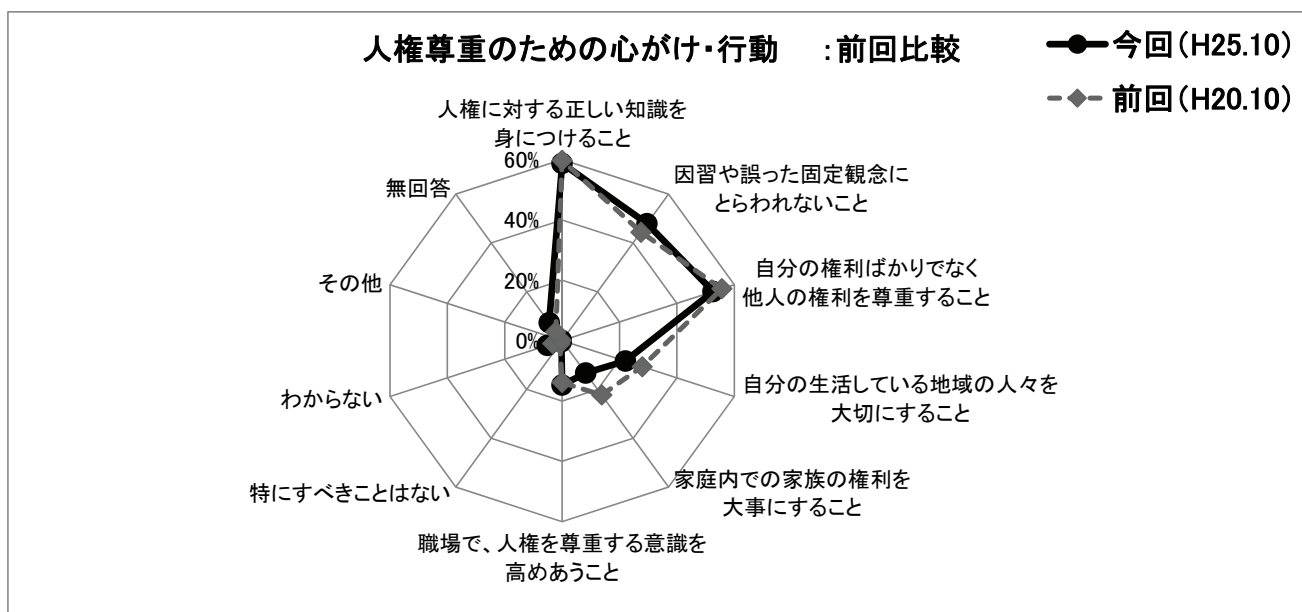 人権尊重のための心がけ・行動　：前回比較
今回(H25.10)
前回(H20.10)
人権に対する正しい知識を
身につけること
因習や誤った固定観念に
とらわれないこと
自分の権利ばかりでなく
他人の権利を尊重すること
自分の生活している地域の人々を
大切にすること
家庭内での家族の権利を
大事にすること
職場で、人権を尊重する意識を
高めあうこと
特にすべきことはない
わからない
その他
無回答
60%
40%
20%
0%